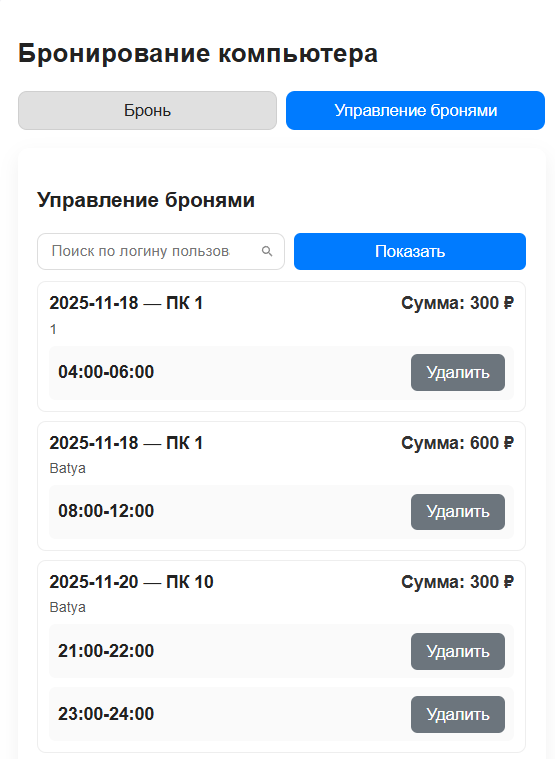 Бронирование компьютера
Бронь
Управление бронями
Управление бронями
Поиск по логину пользов
Показать
2025-11-18 — ПК 1
Сумма: 300 ₽
1
04:00-06:00
Удалить
2025-11-18 — ПК 1
Сумма: 600 ₽
Batya
08:00-12:00
Удалить
2025-11-20 — ПК 10
Сумма: 300 ₽
Batya
21:00-22:00
Удалить
23:00-24:00
Удалить